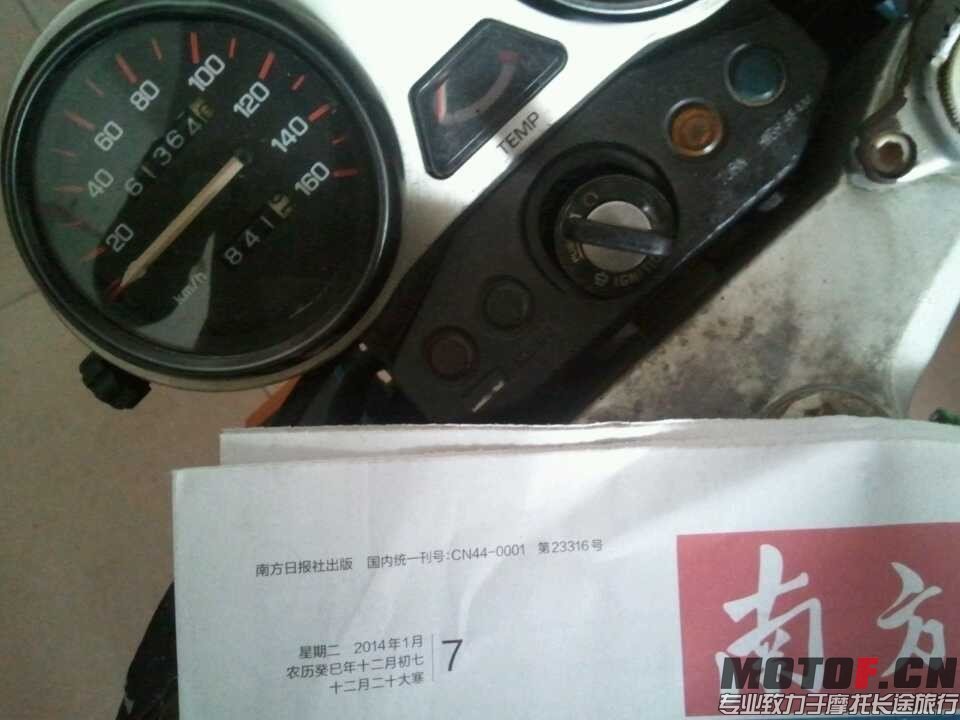 20
40
60
80
100
120
140
160
61364
8411
km/h
TEMP
IGNITION
南方日报社出版 国内统一刊号:CN44-0001 第23316号
星期二 2014年1月
农历癸巳年十二月初七
十二月二十大寒
7
南方
MOTOF.CN
专业致力于摩托长途旅行